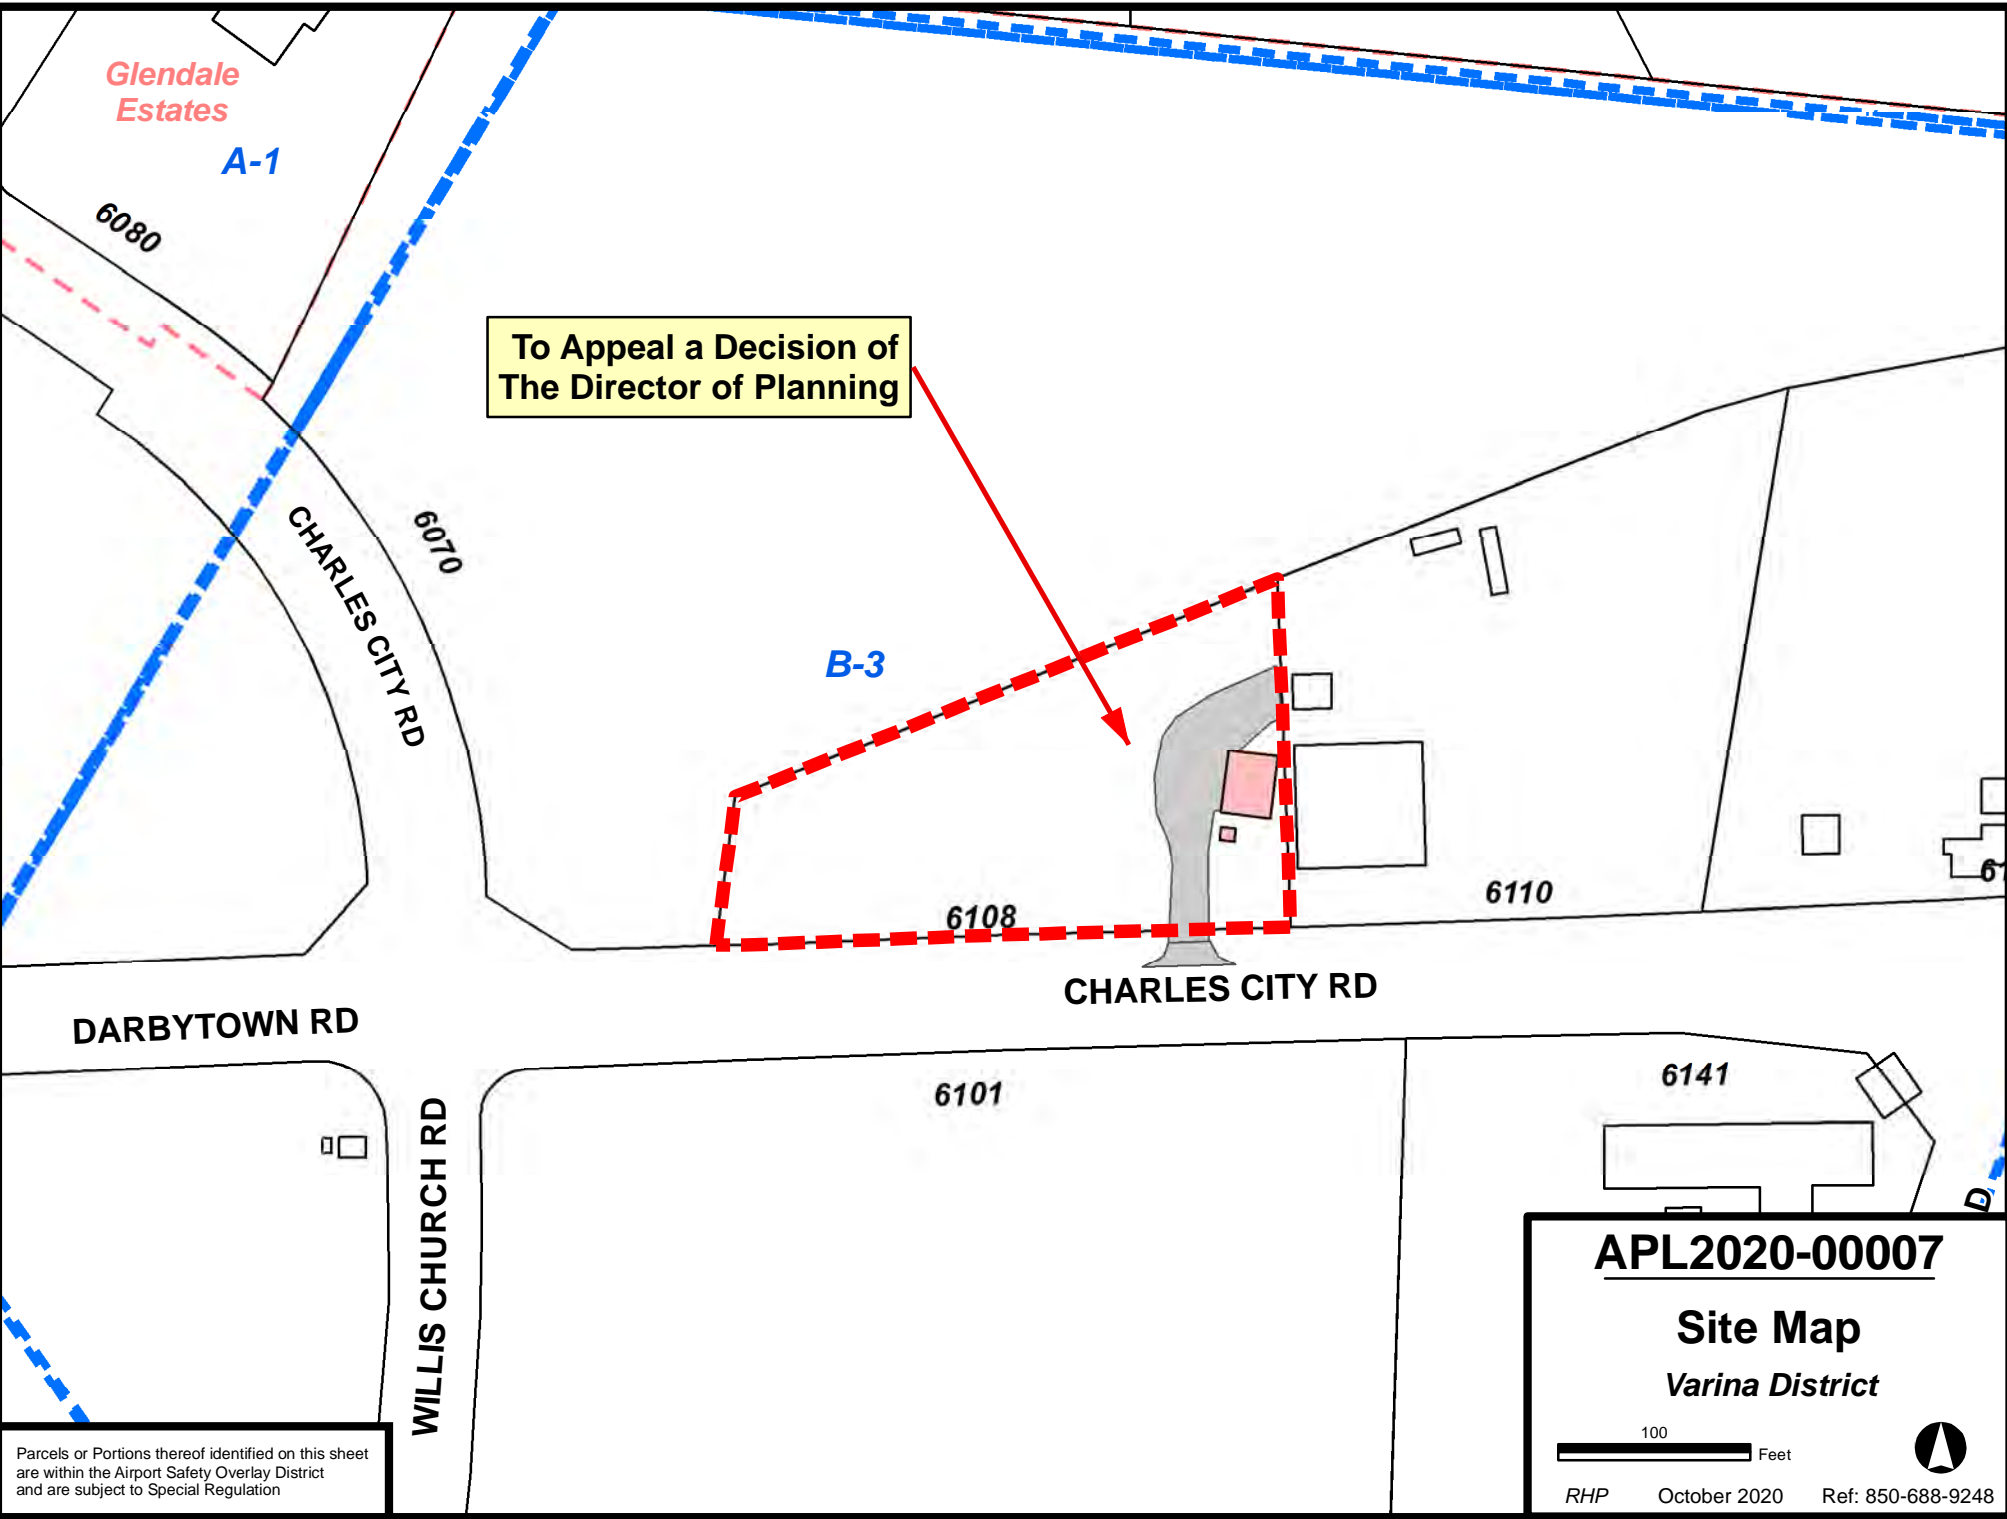 Glendale
Estates
A-1
6080
To Appeal a Decision of
The Director of Planning
6070
CHARLES CITY RD
B-3
6108
6110
CHARLES CITY RD
DARBYTOWN RD
6101
6141
WILLIS CHURCH RD
D
APL2020-00007
Site Map
Varina District
100
Feet
RHP October 2020 Ref: 850-688-9248
Parcels or Portions thereof identified on this sheet
are within the Airport Safety Overlay District
and are subject to Special Regulation